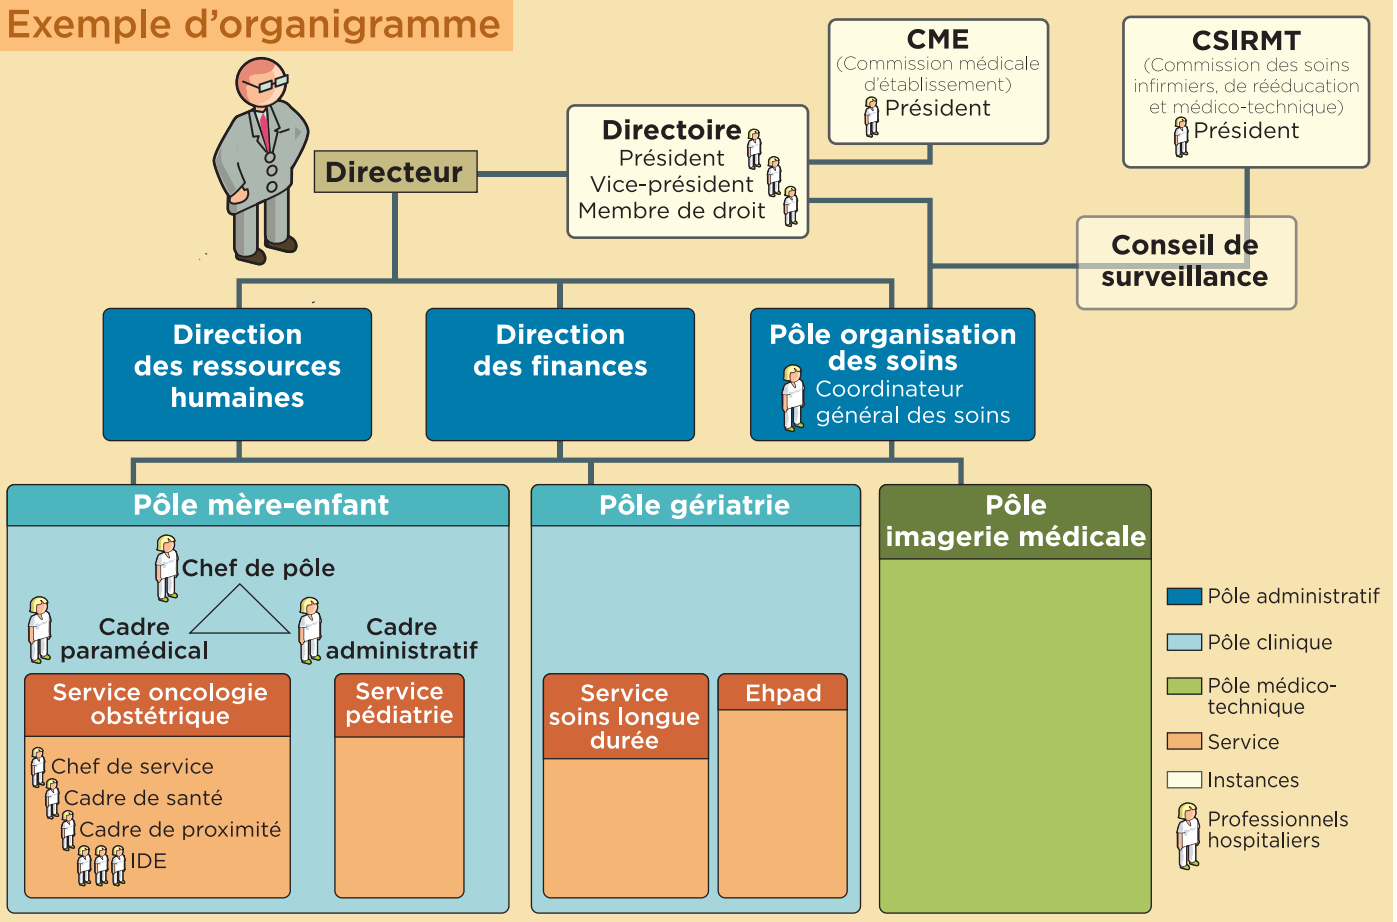 Exemple d'organigramme
CME
(Commission médicale
d'établissement)
Président
CSIRMT
(Commission des soins
infirmiers, de rééducation
et médico-technique)
Président
Directoire
Président
Vice-président
Membre de droit
Directeur
Conseil de
surveillance
Direction
des ressources
humaines
Direction
des finances
Pôle organisation
des soins
Coordinateur
général des soins
Pôle mère-enfant
Chef de pôle
Cadre
paramédical
Cadre
administratif
Service oncologie
obstétrique
Chef de service
Cadre de santé
Cadre de proximité
IDE
Service
pédiatrie
Pôle gériatrie
Service
soins longue
durée
Ehpad
Pôle
imagerie médicale
Pôle administratif
Pôle clinique
Pôle médico-
technique
Service
Instances
Professionnels
hospitaliers